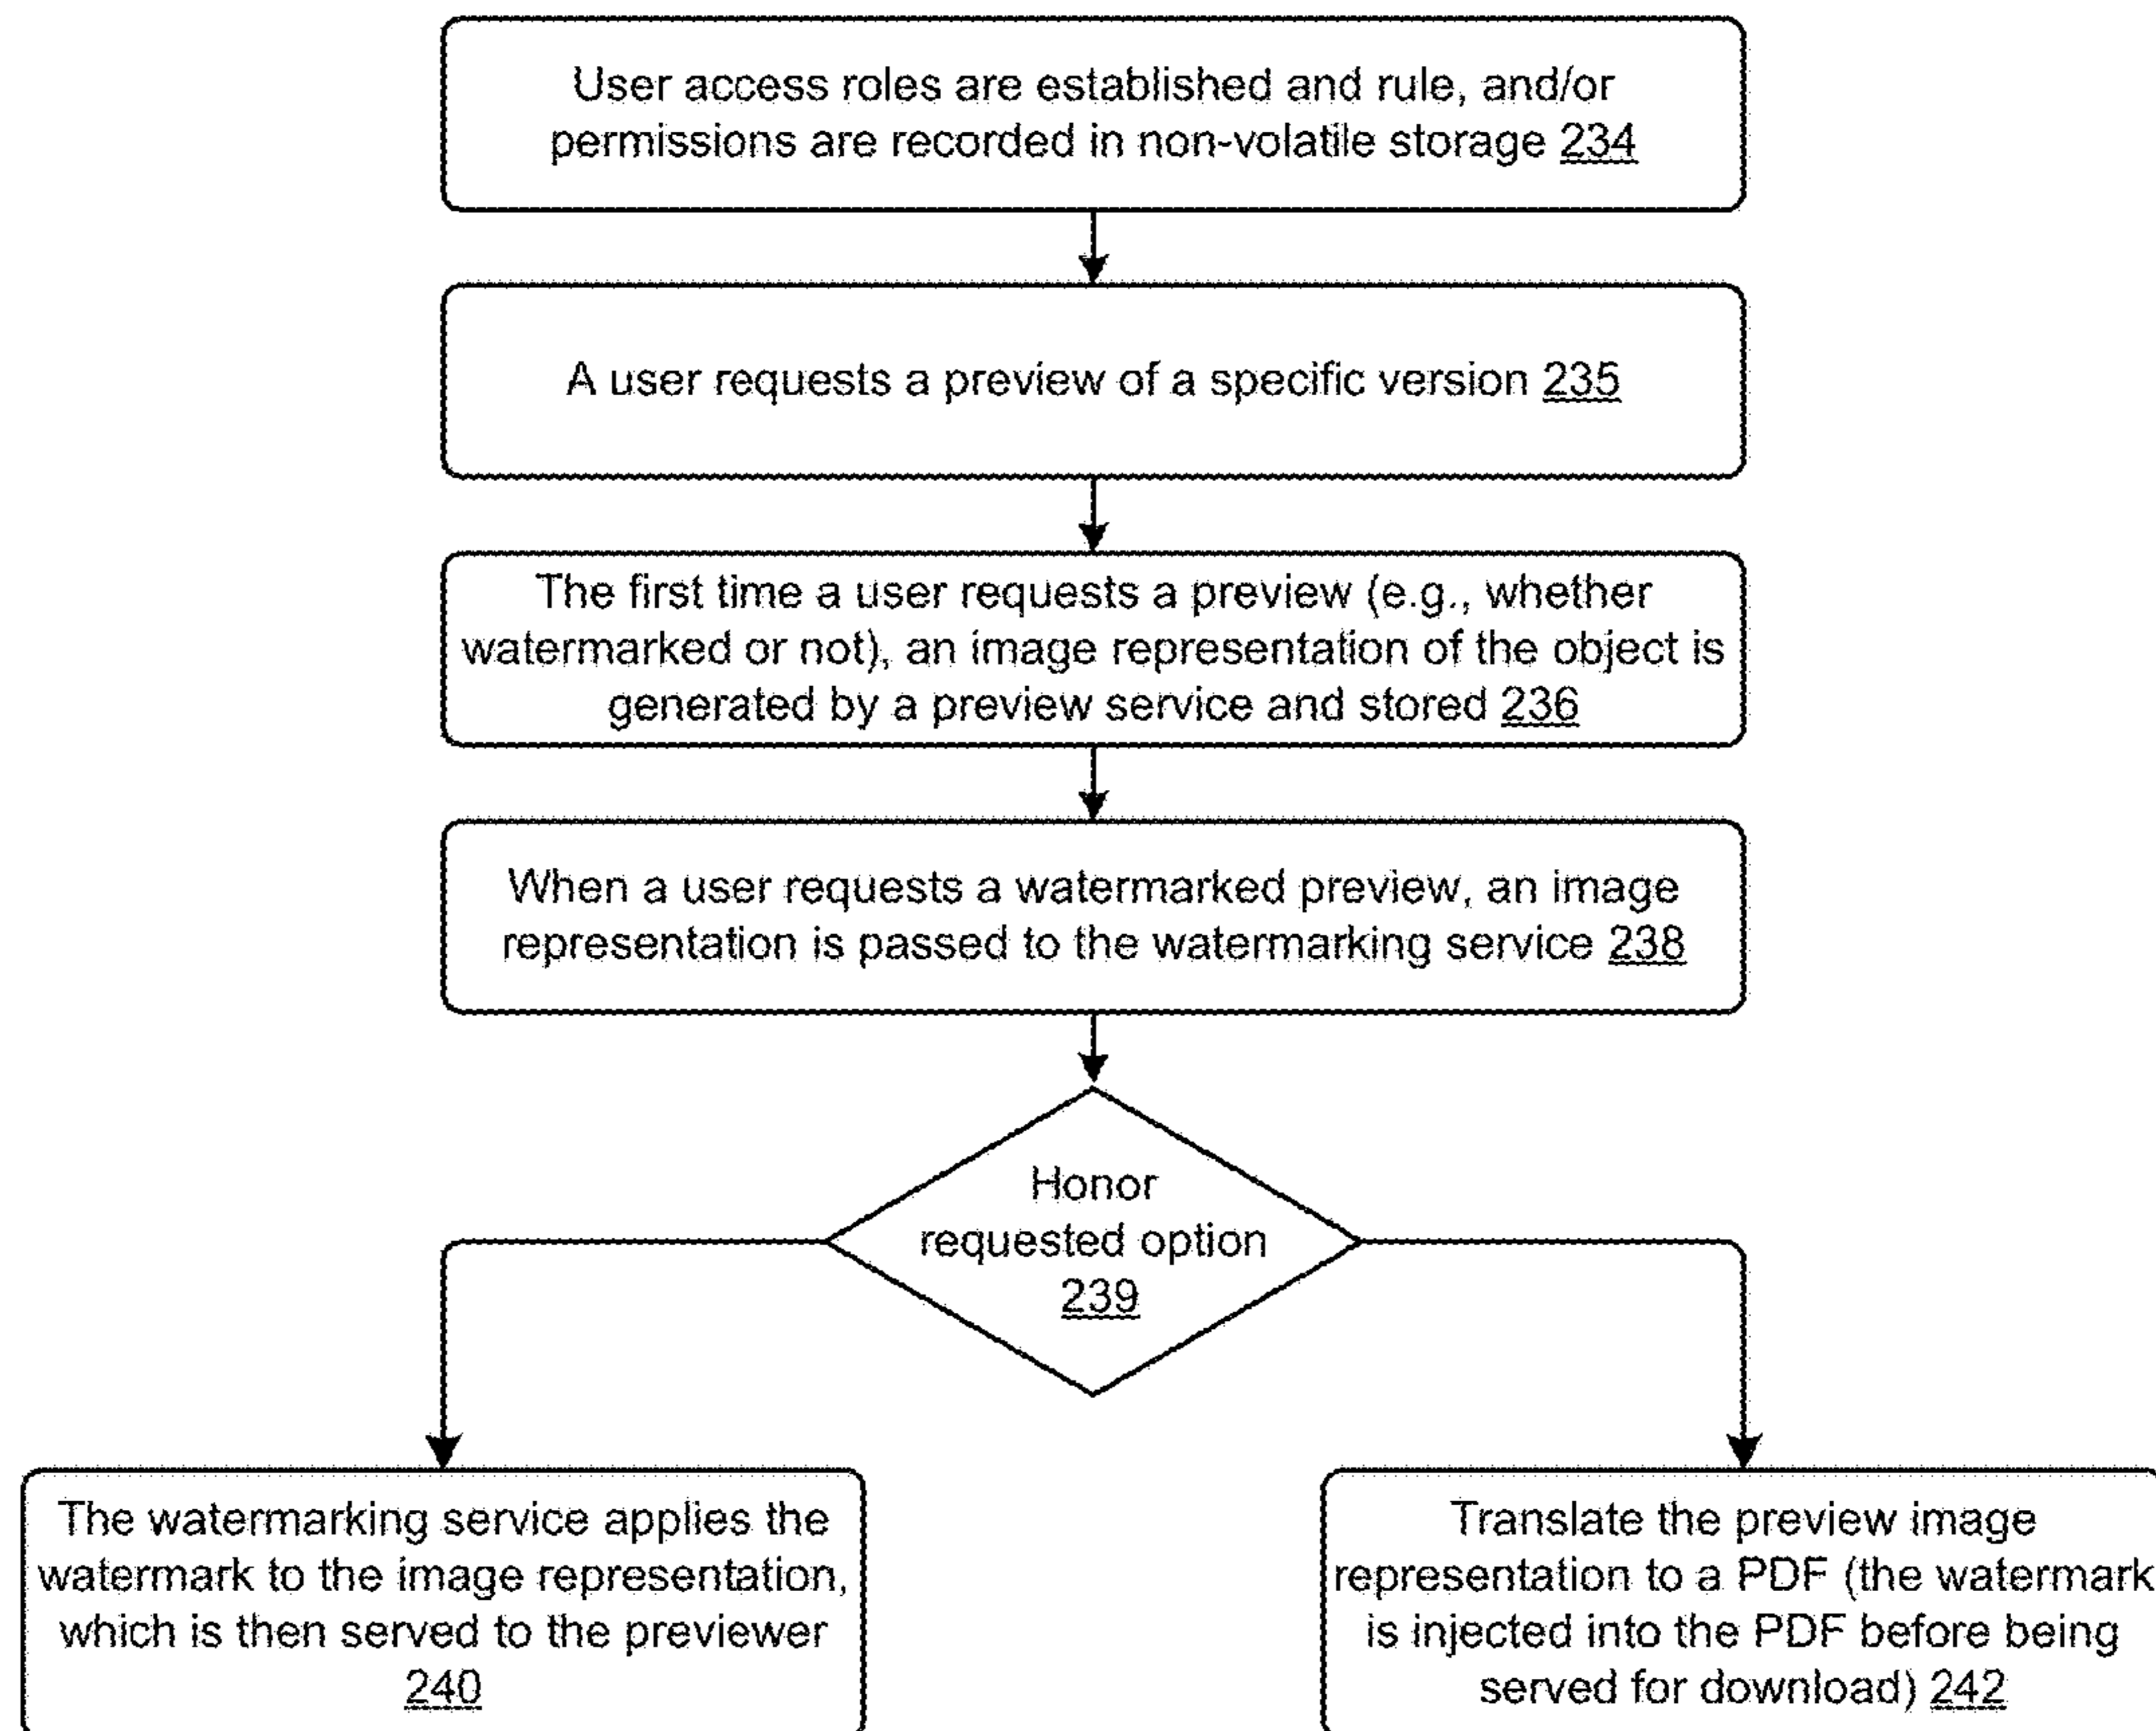 User access roles are established and rule, and/or
permissions are recorded in non-volatile storage 234
A user requests a preview of a specific version 235
The first time a user requests a preview (e.g., whether
watermarked or not), an image representation of the object is
generated by a preview service and stored 236
When a user requests a watermarked preview, an image
representation is passed to the watermarking service 238
Honor
requested option
239
The watermarking service applies the
watermark to the image representation,
which is then served to the previewer
240
Translate the preview image
representation to a PDF (the watermark
is injected into the PDF before being
served for download) 242